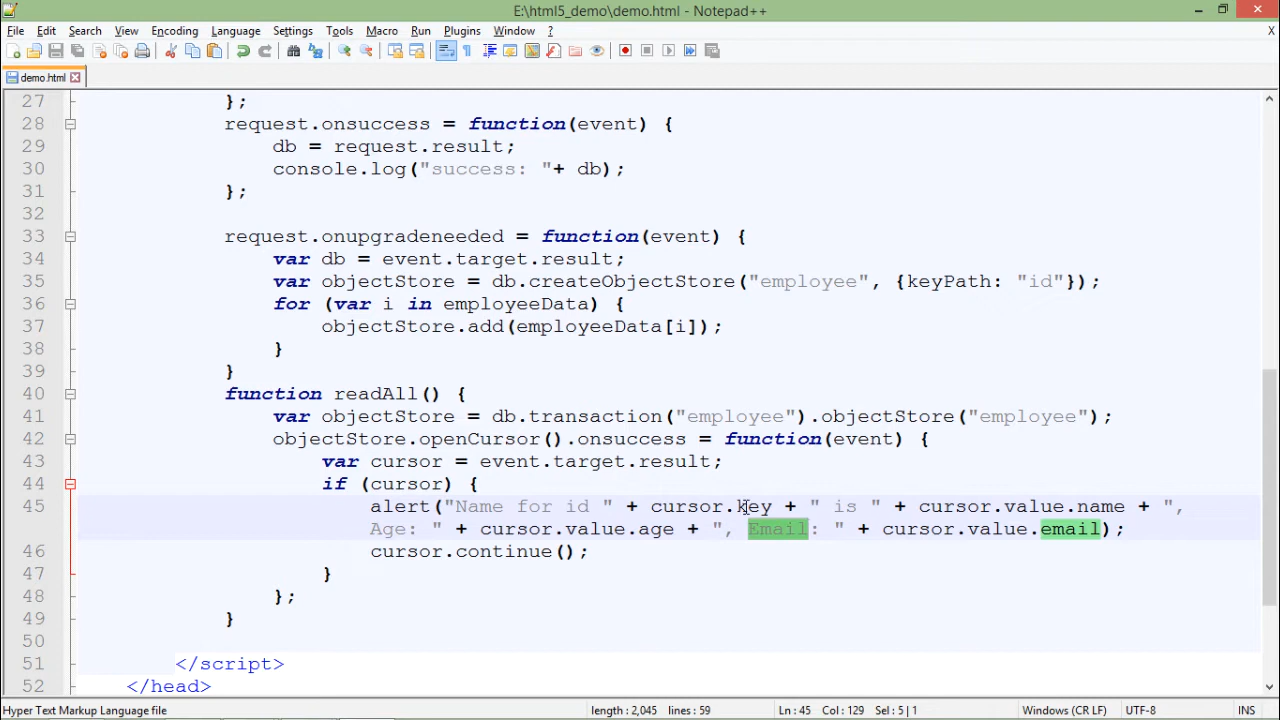 E:\html5_demo\demo.html - Notepad++
File Edit Search View Encoding Language Settings Tools Macro Run Plugins Window ? X
demo.html
27 };
28 request.onsuccess = function(event) {
29 db = request.result;
30 console.log("success: "+ db);
31 };
32
33 request.onupgradeneeded = function(event) {
34 var db = event.target.result;
35 var objectStore = db.createObjectStore("employee", {keyPath: "id"});
36 for (var i in employeeData) {
37 objectStore.add(employeeData[i]);
38 }
39 }
40 function readAll() {
41 var objectStore = db.transaction("employee").objectStore("employee");
42 objectStore.openCursor().onsuccess = function(event) {
43 var cursor = event.target.result;
44 if (cursor) {
45 alert("Name for id " + cursor.key + " is " + cursor.value.name + ",
Age: " + cursor.value.age + ", Email: " + cursor.value.email);
46 cursor.continue();
47 }
48 };
49 }
50
51 </script>
52 </head>
Hyper Text Markup Language file length : 2,045 lines : 59 Ln : 45 Col : 129 Sel : 5 | 1 Windows (CR LF) UTF-8 INS